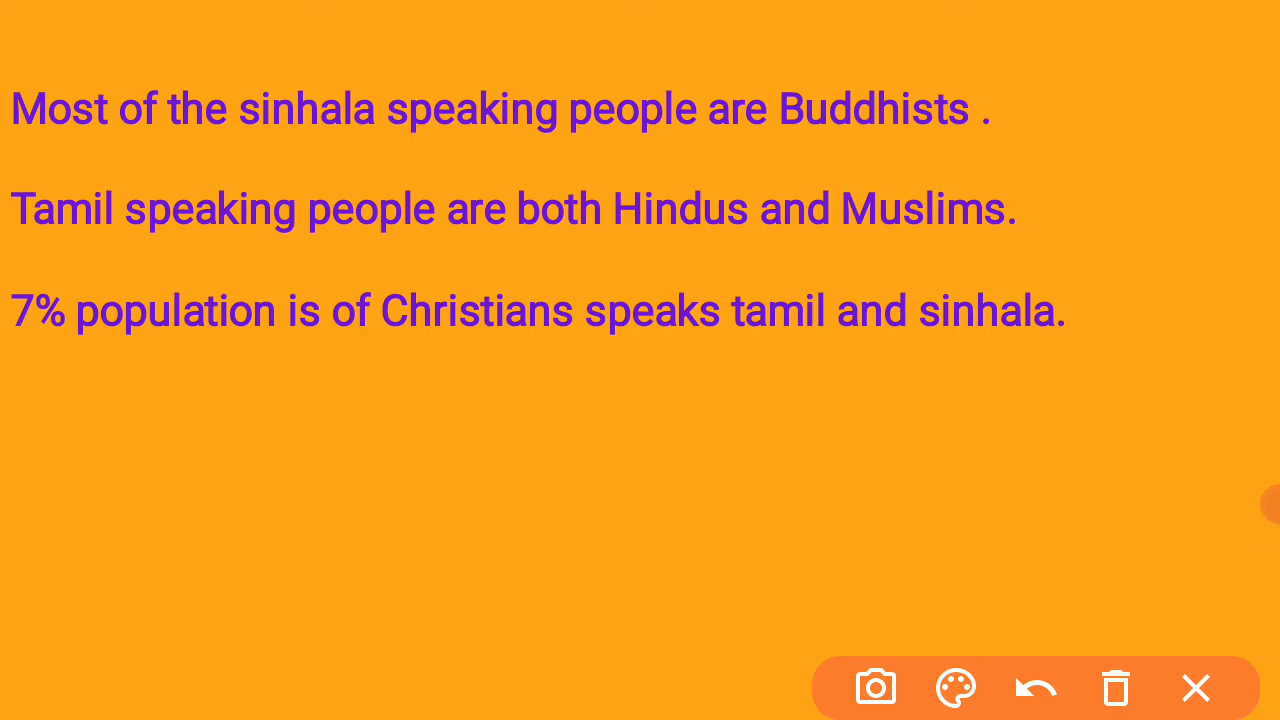 Most of the sinhala speaking people are Buddhists .
Tamil speaking people are both Hindus and Muslims.
7% population is of Christians speaks tamil and sinhala.